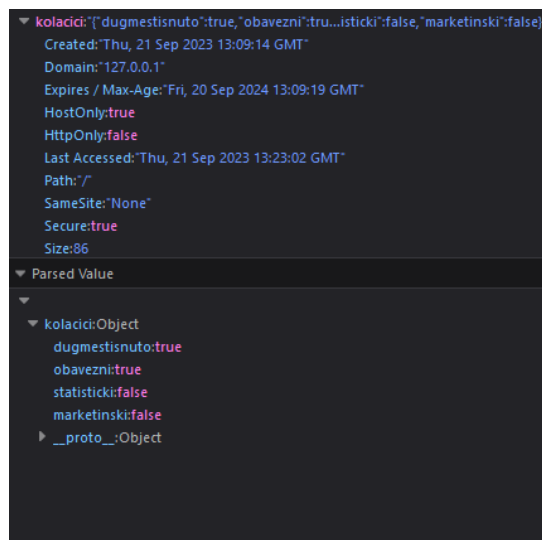 kolacici:"{"dugmestisnuto":true,"obavezni":tru...isticki":false,"marketinski":false}
Created:"Thu, 21 Sep 2023 13:09:14 GMT"
Domain:"127.0.0.1"
Expires / Max-Age:"Fri, 20 Sep 2024 13:09:19 GMT"
HostOnly:true
HttpOnly:false
Last Accessed:"Thu, 21 Sep 2023 13:23:02 GMT"
Path:"/"
SameSite:"None"
Secure:true
Size:86
Parsed Value
kolacici:Object
dugmestisnuto:true
obavezni:true
statisticki:false
marketinski:false
__proto__:Object